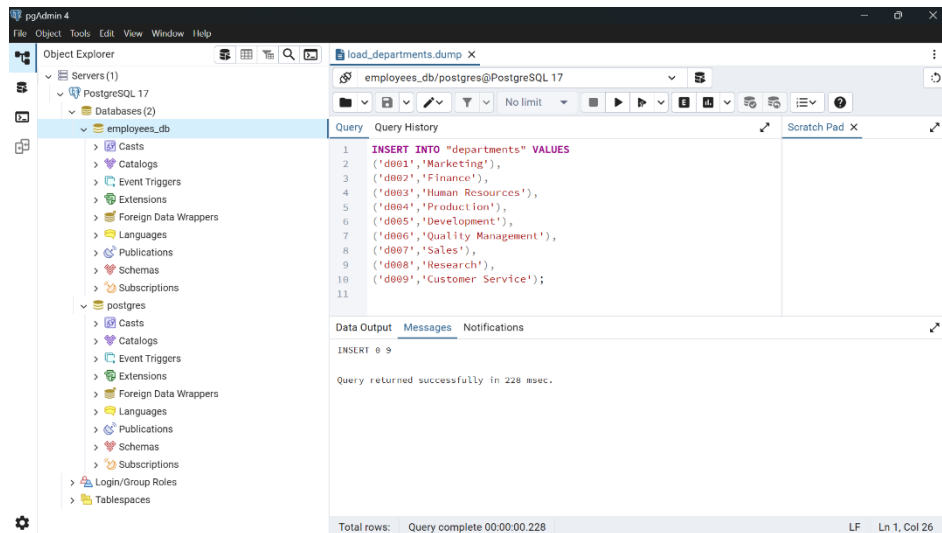 pgAdmin 4
File Object Tools Edit View Window Help
Object Explorer
load_departments.dump
Servers (1)
PostgreSQL 17
Databases (2)
employees_db
Casts
Catalogs
Event Triggers
Extensions
Foreign Data Wrappers
Languages
Publications
Schemas
Subscriptions
postgres
Casts
Catalogs
Event Triggers
Extensions
Foreign Data Wrappers
Languages
Publications
Schemas
Subscriptions
Login/Group Roles
Tablespaces
employees_db/postgres@PostgreSQL 17
No limit
E
Query Query History
Scratch Pad
1 INSERT INTO "departments" VALUES
2 ('d001','Marketing'),
3 ('d002','Finance'),
4 ('d003','Human Resources'),
5 ('d004','Production'),
6 ('d005','Development'),
7 ('d006','Quality Management'),
8 ('d007','Sales'),
9 ('d008','Research'),
10 ('d009','Customer Service');
11
Data Output Messages Notifications
INSERT 0 9
Query returned successfully in 228 msec.
Total rows: Query complete 00:00:00.228 LF Ln 1, Col 26